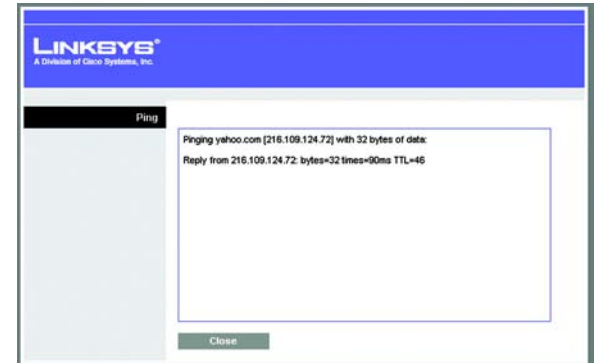 LINKSYS®
A Division of Cisco Systems, Inc.
Ping
Pinging yahoo.com [216.109.124.72] with 32 bytes of data:
Reply from 216.109.124.72: bytes=32 times=90ms TTL=46
Close